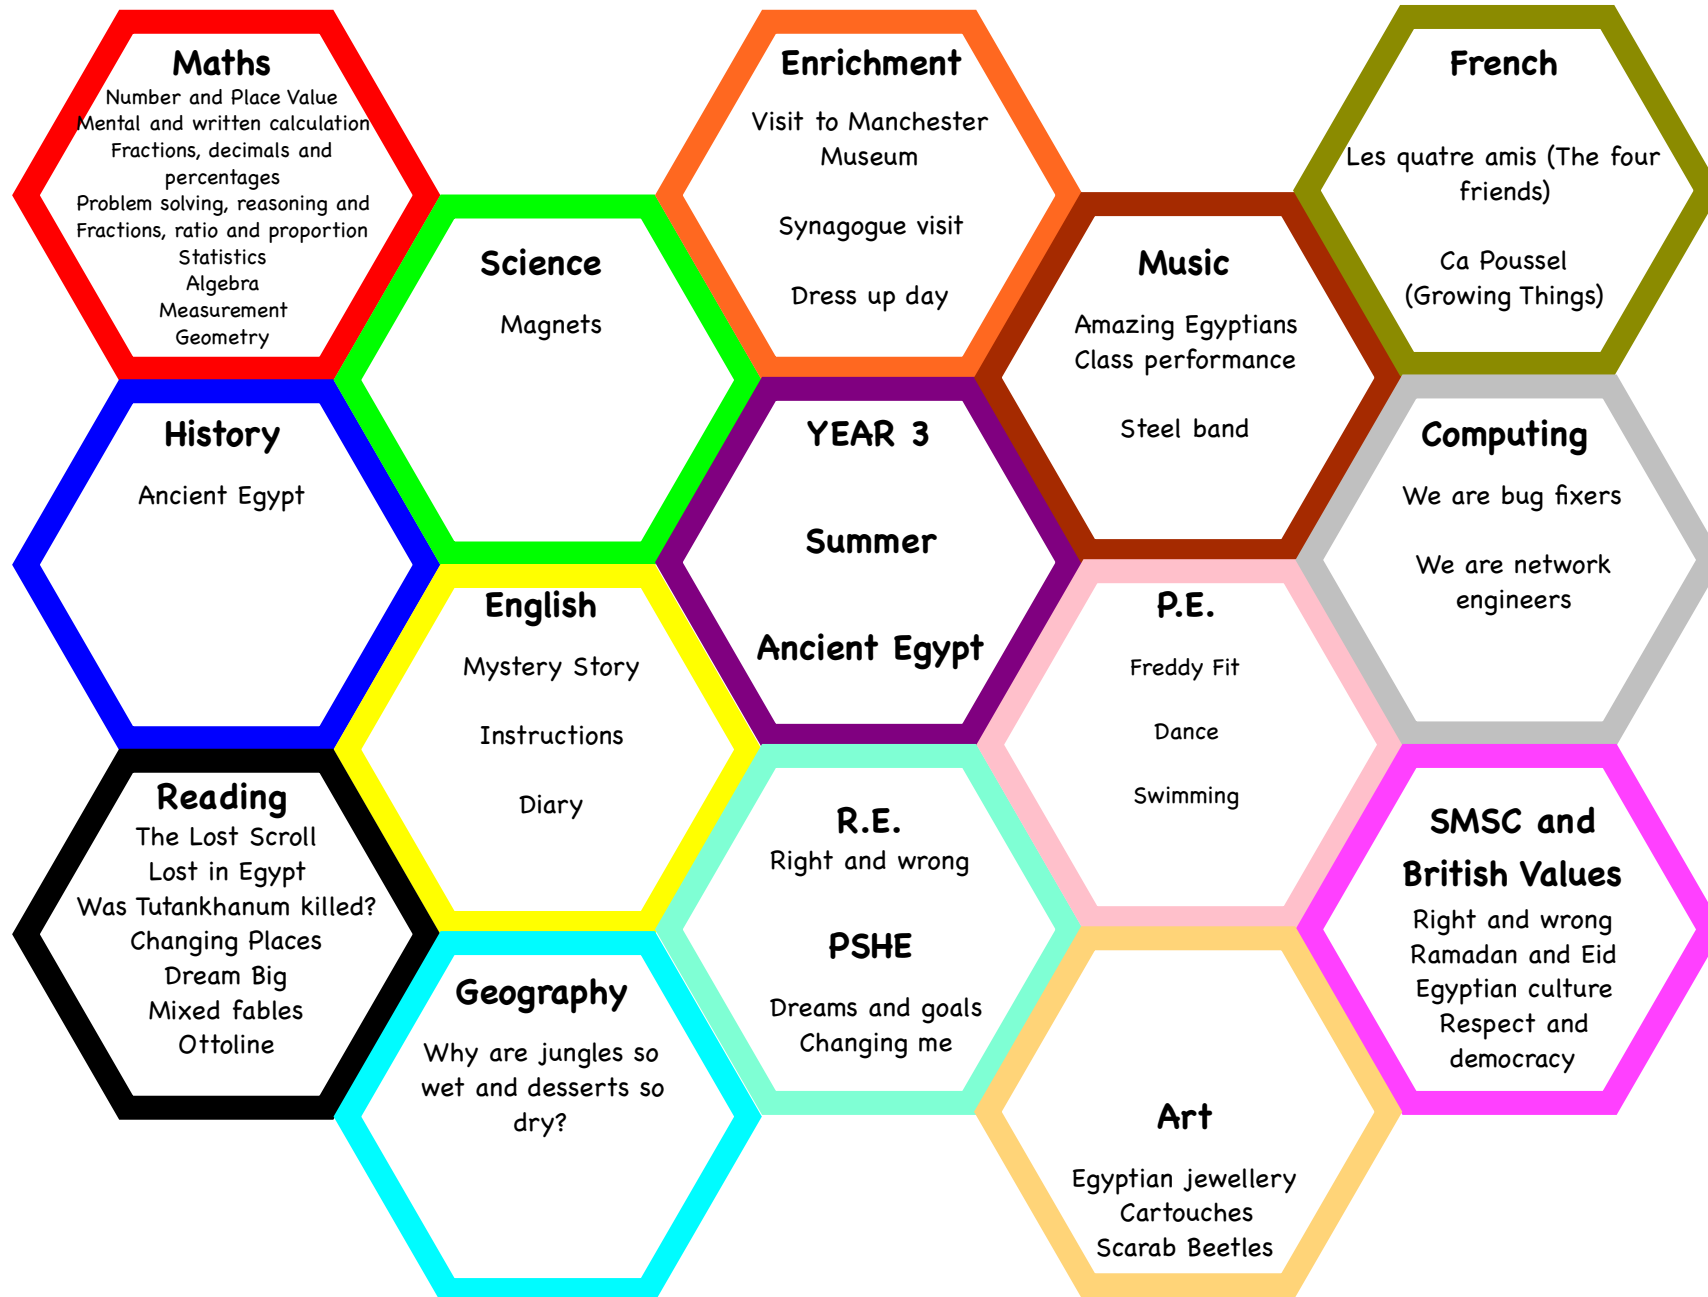 Maths
Number and Place Value
Mental and written calculation
Fractions, decimals and
percentages
Problem solving, reasoning and
Fractions, ratio and proportion
Statistics
Algebra
Measurement
Geometry
Enrichment
Visit to Manchester
Museum
Synagogue visit
Dress up day
French
Les quatre amis (The four
friends)
Ca Poussel
(Growing Things)
Science
Magnets
Music
Amazing Egyptians
Class performance
Steel band
History
Ancient Egypt
YEAR 3
Summer
Ancient Egypt
Computing
We are bug fixers
We are network
engineers
English
Mystery Story
Instructions
Diary
P.E.
Freddy Fit
Dance
Swimming
Reading
The Lost Scroll
Lost in Egypt
Was Tutankhanum killed?
Changing Places
Dream Big
Mixed fables
Ottoline
R.E.
Right and wrong
PSHE
Dreams and goals
Changing me
SMSC and
British Values
Right and wrong
Ramadan and Eid
Egyptian culture
Respect and
democracy
Geography
Why are jungles so
wet and desserts so
dry?
Art
Egyptian jewellery
Cartouches
Scarab Beetles